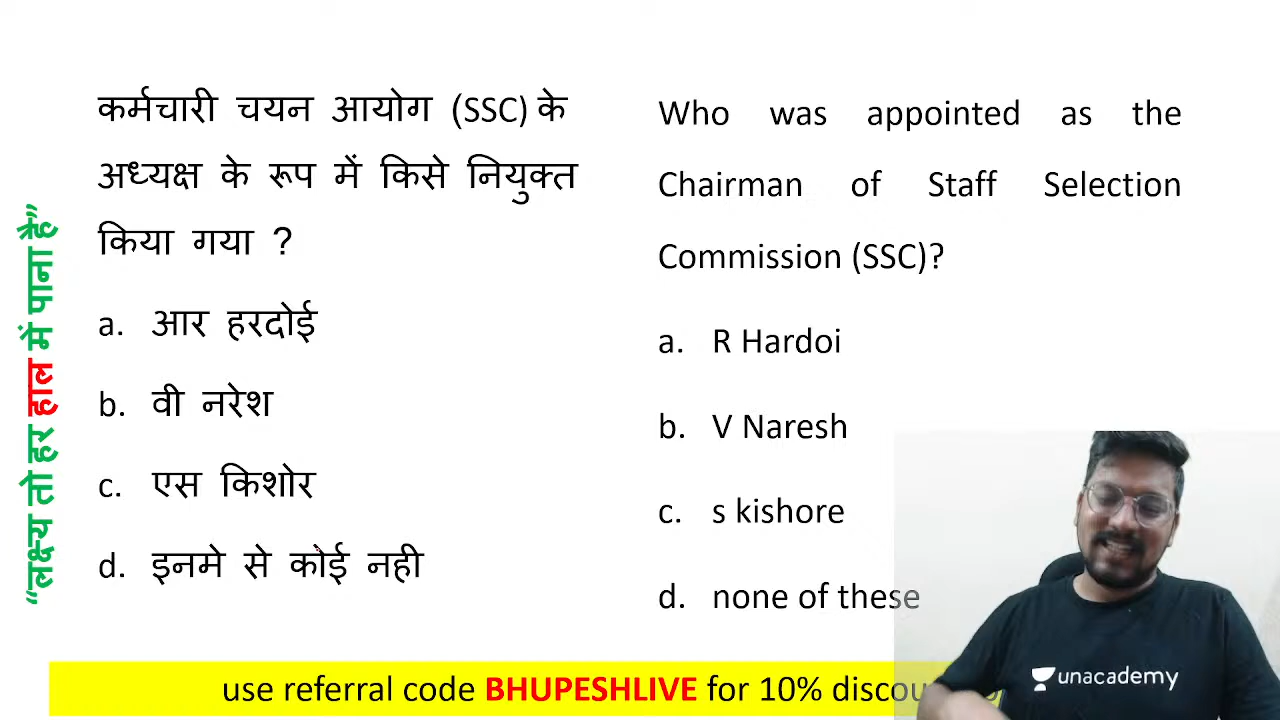 "लक्ष्य तो हर हाल में पाना है"
कर्मचारी चयन आयोग (SSC) के
अध्यक्ष के रूप में किसे नियुक्त
किया गया ?
a. आर हरदोई
b. वी नरेश
c. एस किशोर
d. इनमे से कोई नही
Who was appointed as the
Chairman of Staff Selection
Commission (SSC)?
a. R Hardoi
b. V Naresh
c. s kishore
d. none of these
unacademy
use referral code BHUPESHLIVE for 10%